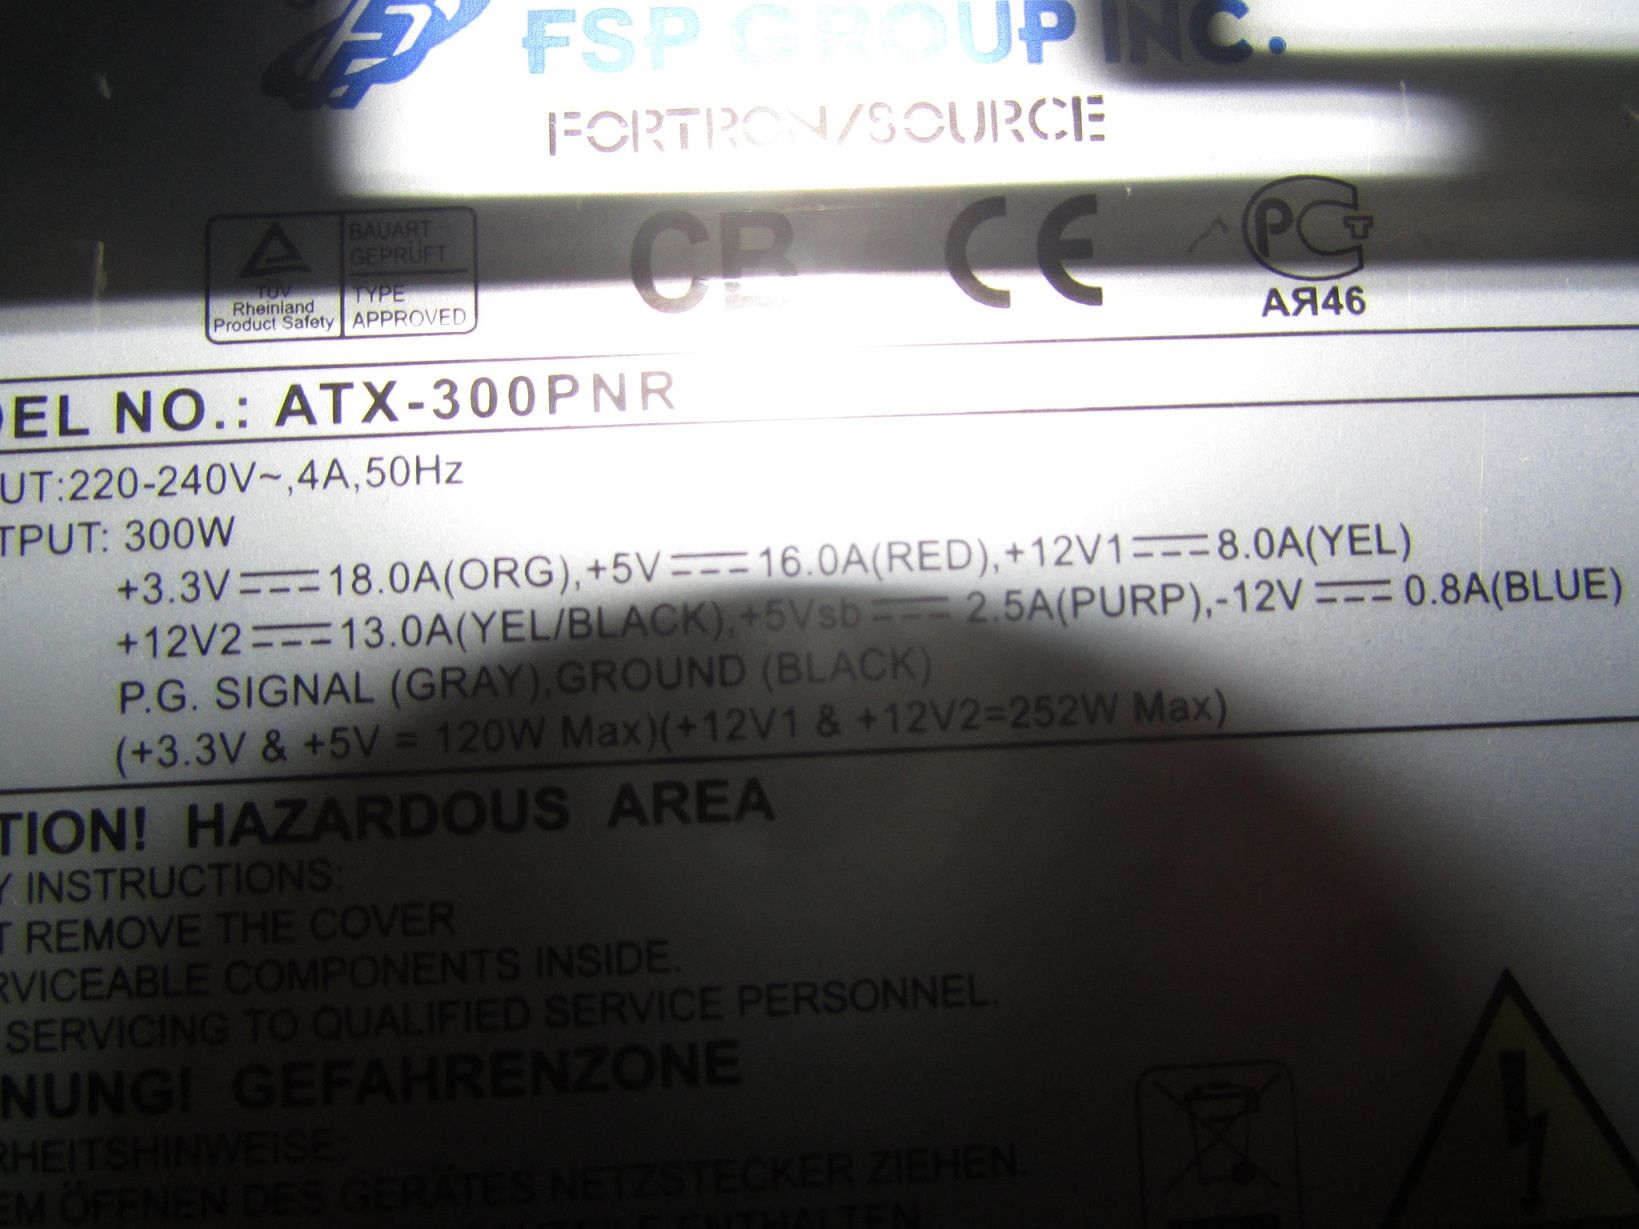 FSP GROUP INC.
FORTRON/SOURCE
TÜV
Rheinland
Product Safety
BAUART
GEPRÜFT
TYPE
APPROVED
CB
CE
PCT
AЯ46
DEL NO.: ATX-300PNR
UT:220-240V~,4A,50Hz
TPUT: 300W
+3.3V⎓18.0A(ORG),+5V⎓16.0A(RED),+12V1⎓8.0A(YEL)
+12V2⎓13.0A(YEL/BLACK),+5Vsb⎓2.5A(PURP),-12V⎓0.8A(BLUE)
P.G. SIGNAL (GRAY),GROUND (BLACK)
(+3.3V & +5V = 120W Max)(+12V1 & +12V2=252W Max)
TION! HAZARDOUS AREA
Y INSTRUCTIONS:
T REMOVE THE COVER
RVICEABLE COMPONENTS INSIDE.
SERVICING TO QUALIFIED SERVICE PERSONNEL.
NUNG! GEFAHRENZONE
RHEITSHINWEISE:
EM ÖFFNEN DES GERÄTES NETZSTECKER ZIEHEN.
ENTHALTEN